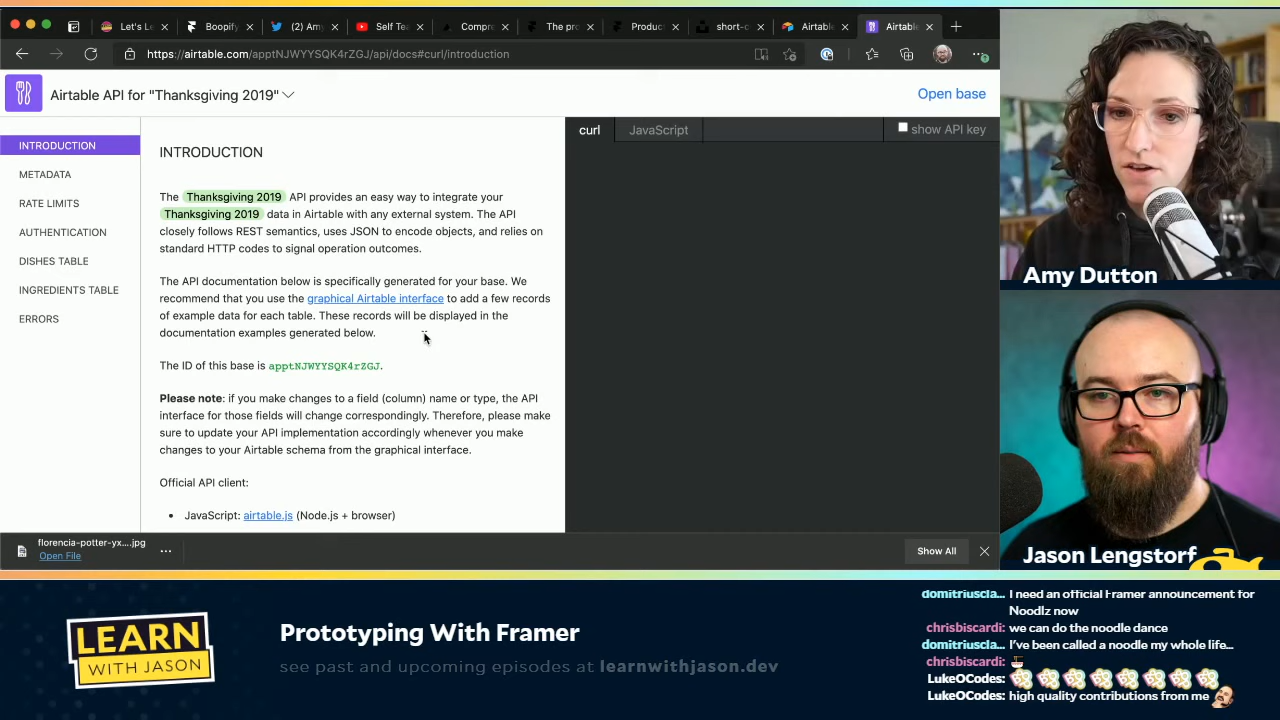 Let's L
Boopify
(2) Amy
Self Tea
Compre
The pro
Product
short-c
Airtable
Airtable
https://airtable.com/apptNJWYYSQK4rZGJ/api/docs#curl/introduction
Airtable API for "Thanksgiving 2019"
Open base
INTRODUCTION
METADATA
RATE LIMITS
AUTHENTICATION
DISHES TABLE
INGREDIENTS TABLE
ERRORS
INTRODUCTION
The Thanksgiving 2019 API provides an easy way to integrate your
Thanksgiving 2019 data in Airtable with any external system. The API
closely follows REST semantics, uses JSON to encode objects, and relies on
standard HTTP codes to signal operation outcomes.
The API documentation below is specifically generated for your base. We
recommend that you use the graphical Airtable interface to add a few records
of example data for each table. These records will be displayed in the
documentation examples generated below.
The ID of this base is apptNJWYYSQK4rZGJ.
Please note: if you make changes to a field (column) name or type, the API
interface for those fields will change correspondingly. Therefore, please make
sure to update your API implementation accordingly whenever you make
changes to your Airtable schema from the graphical interface.
Official API client:
• JavaScript: airtable.js (Node.js + browser)
curl
JavaScript
show API key
florencia-potter-yx....jpg
Open File
Show All
Amy Dutton
Jason Lengstorf
LEARN
WITH JASON
Prototyping With Framer
see past and upcoming episodes at learnwithjason.dev
domitriuscla... I need an official Framer announcement for
Noodlz now
chrisbiscardi: we can do the noodle dance
domitriuscla... I've been called a noodle my whole life...
chrisbiscardi:
LukeOCodes:
LukeOCodes: high quality contributions from me